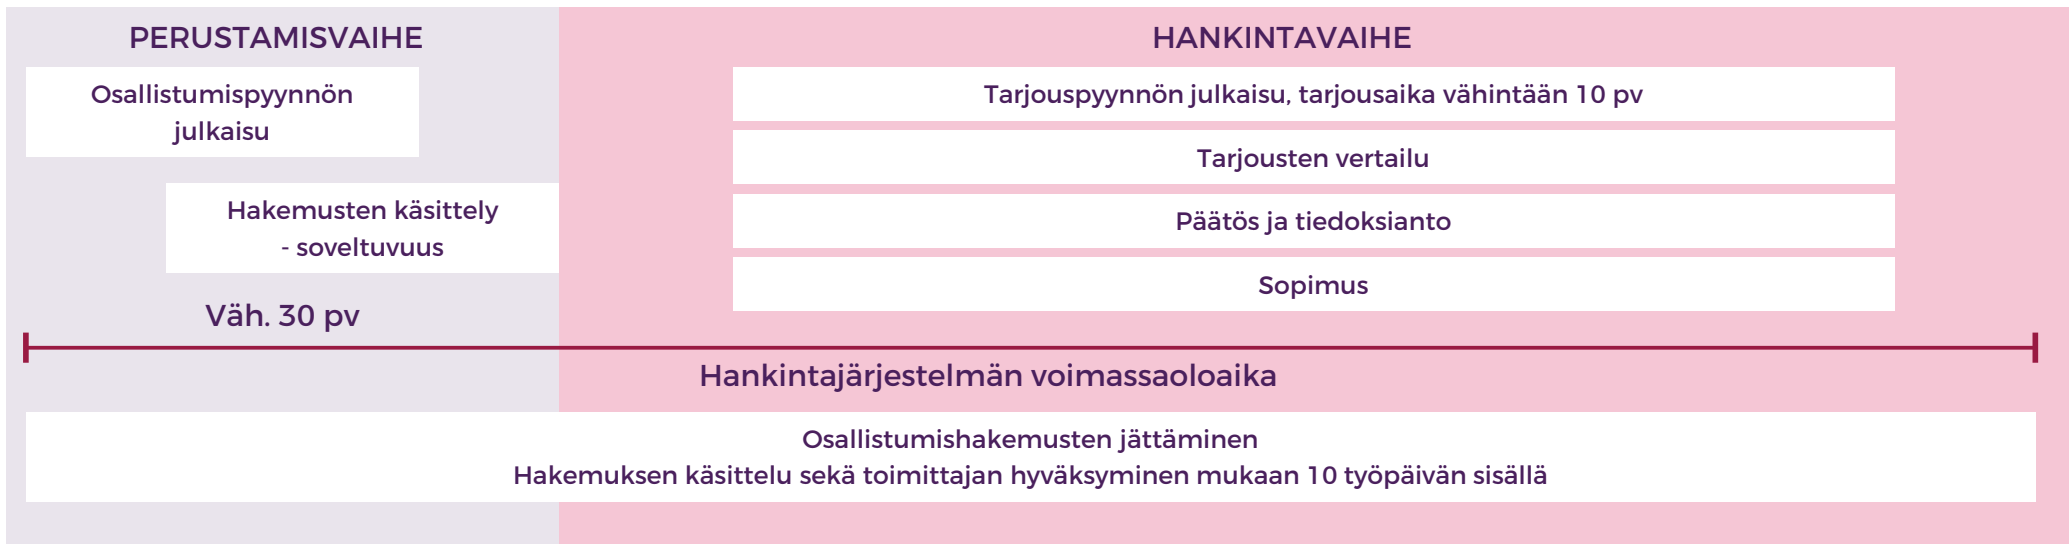 PERUSTAMISVAIHE
Osallistumispyynnön
julkaisu
Hakemusten käsittely
- soveltuvuus
Väh. 30 pv
HANKINTAVAIHE
Tarjouspyynnön julkaisu, tarjousaika vähintään 10 pv
Tarjousten vertailu
Päätös ja tiedoksianto
Sopimus
Hankintajärjestelmän voimassaoloaika
Osallistumishakemusten jättäminen
Hakemuksen käsittelu sekä toimittajan hyväksyminen mukaan 10 työpäivän sisällä